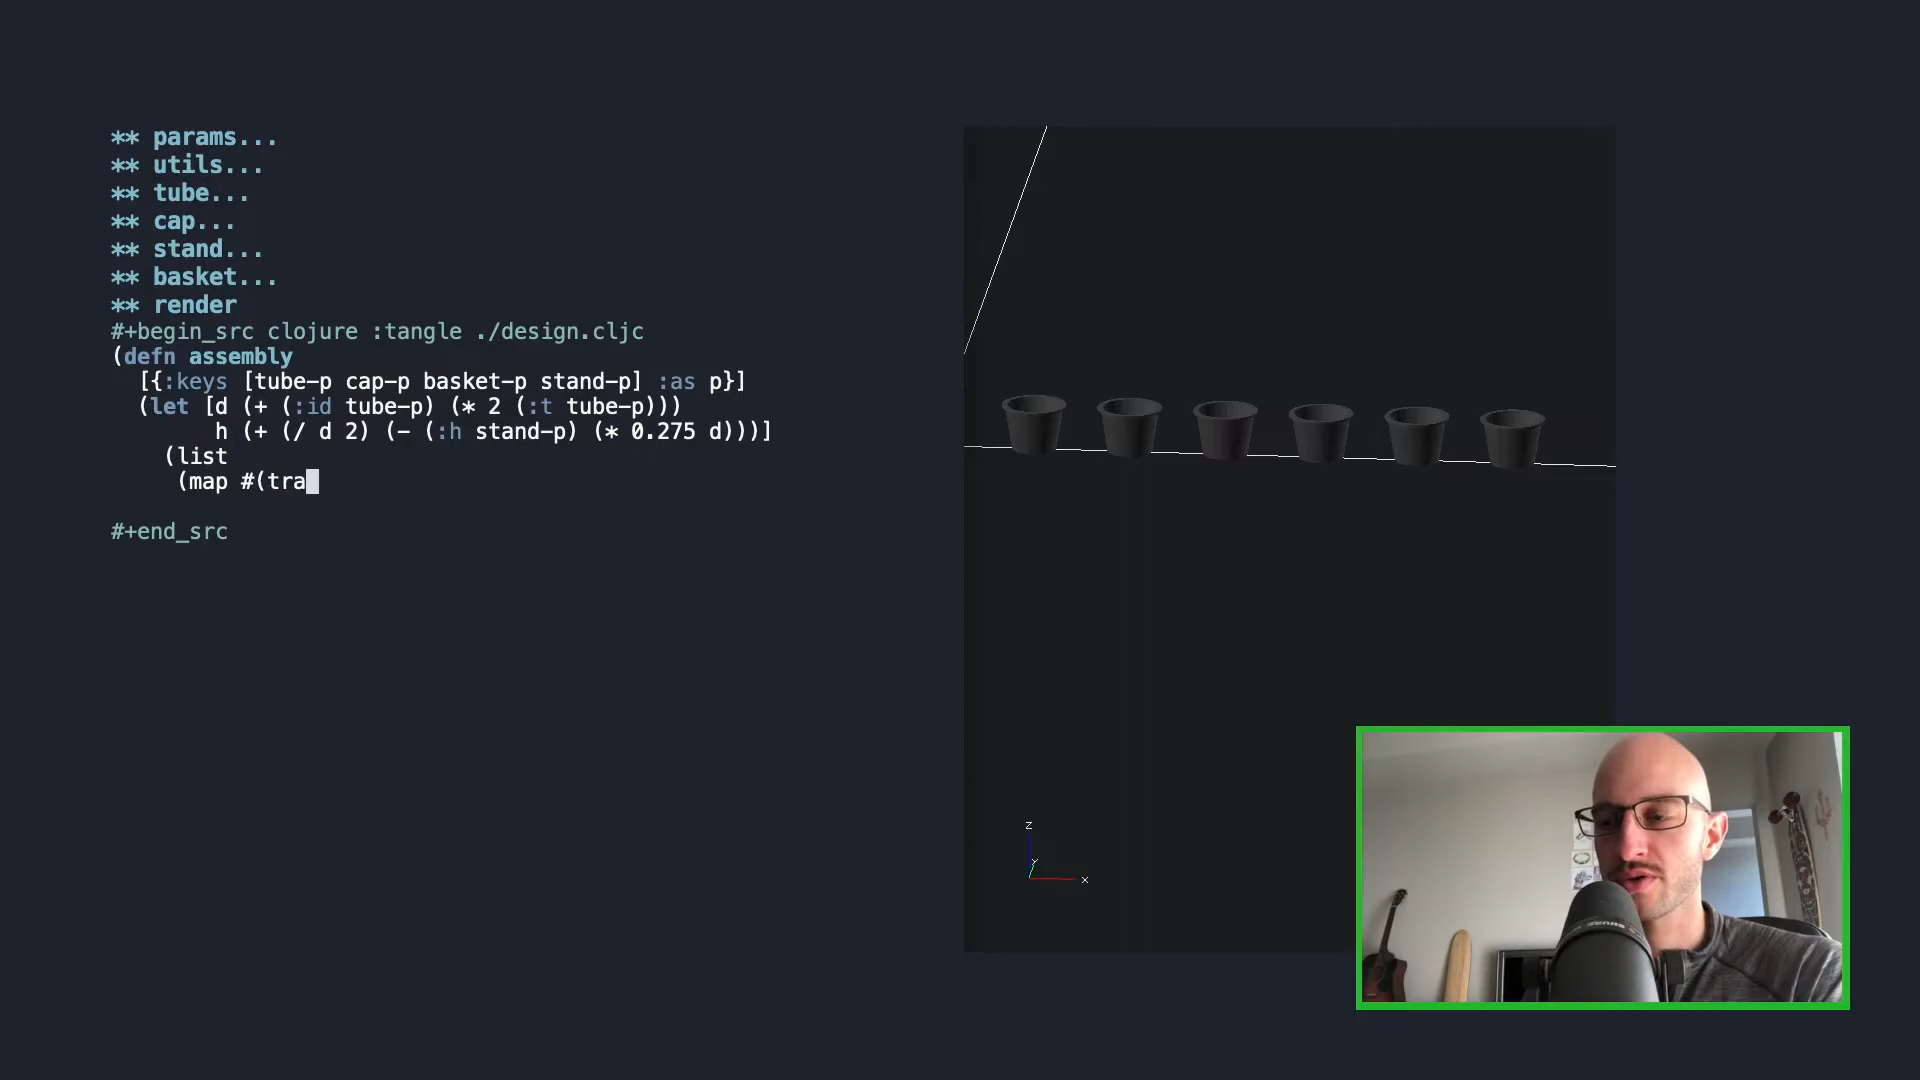 ** params...
** utils...
** tube...
** cap...
** stand...
** basket...
** render
#+begin_src clojure :tangle ./design.cljc
(defn assembly
[{:keys [tube-p cap-p basket-p stand-p] :as p}]
(let [d (+ (:id tube-p) (* 2 (:t tube-p)))
h (+ (/ d 2) (- (:h stand-p) (* 0.275 d)))]
(list
(map #(tra
#+end_src
Z
Y
X
SHURE